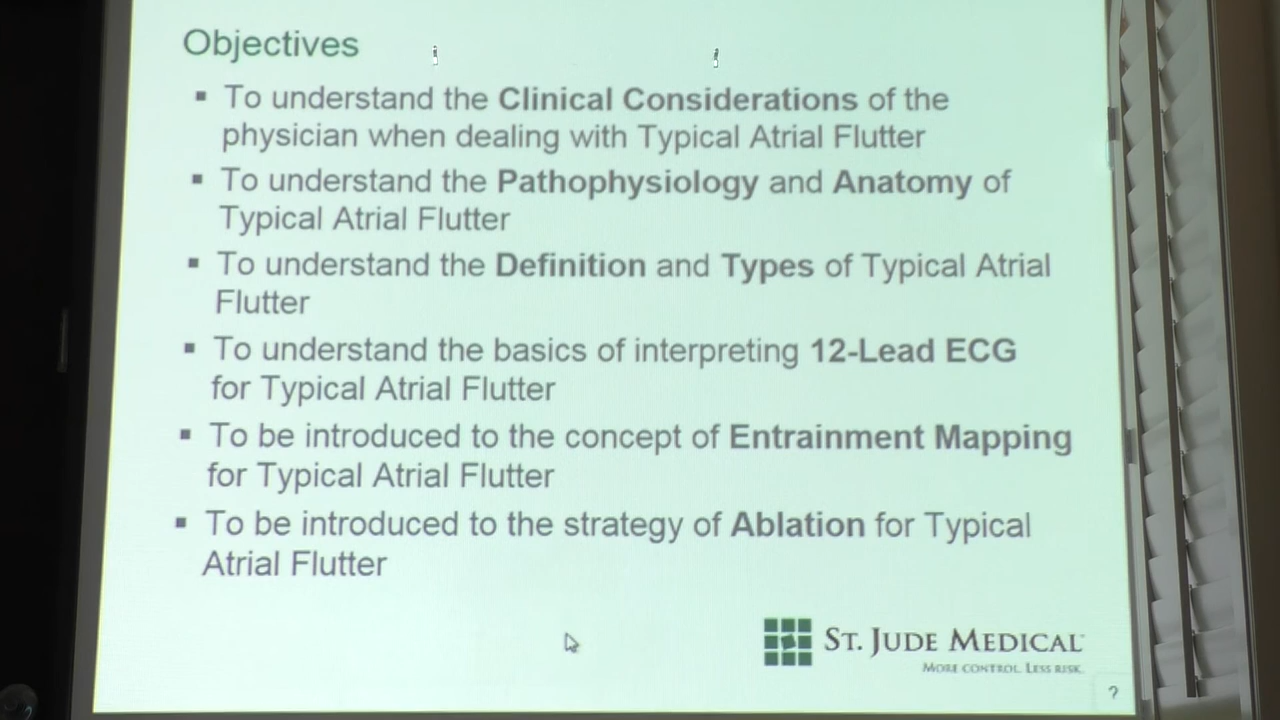 Objectives
▪ To understand the Clinical Considerations of the
physician when dealing with Typical Atrial Flutter
▪ To understand the Pathophysiology and Anatomy of
Typical Atrial Flutter
▪ To understand the Definition and Types of Typical Atrial
Flutter
▪ To understand the basics of interpreting 12-Lead ECG
for Typical Atrial Flutter
▪ To be introduced to the concept of Entrainment Mapping
for Typical Atrial Flutter
▪ To be introduced to the strategy of Ablation for Typical
Atrial Flutter
ST. JUDE MEDICAL
MORE CONTROL. LESS RISK.
?